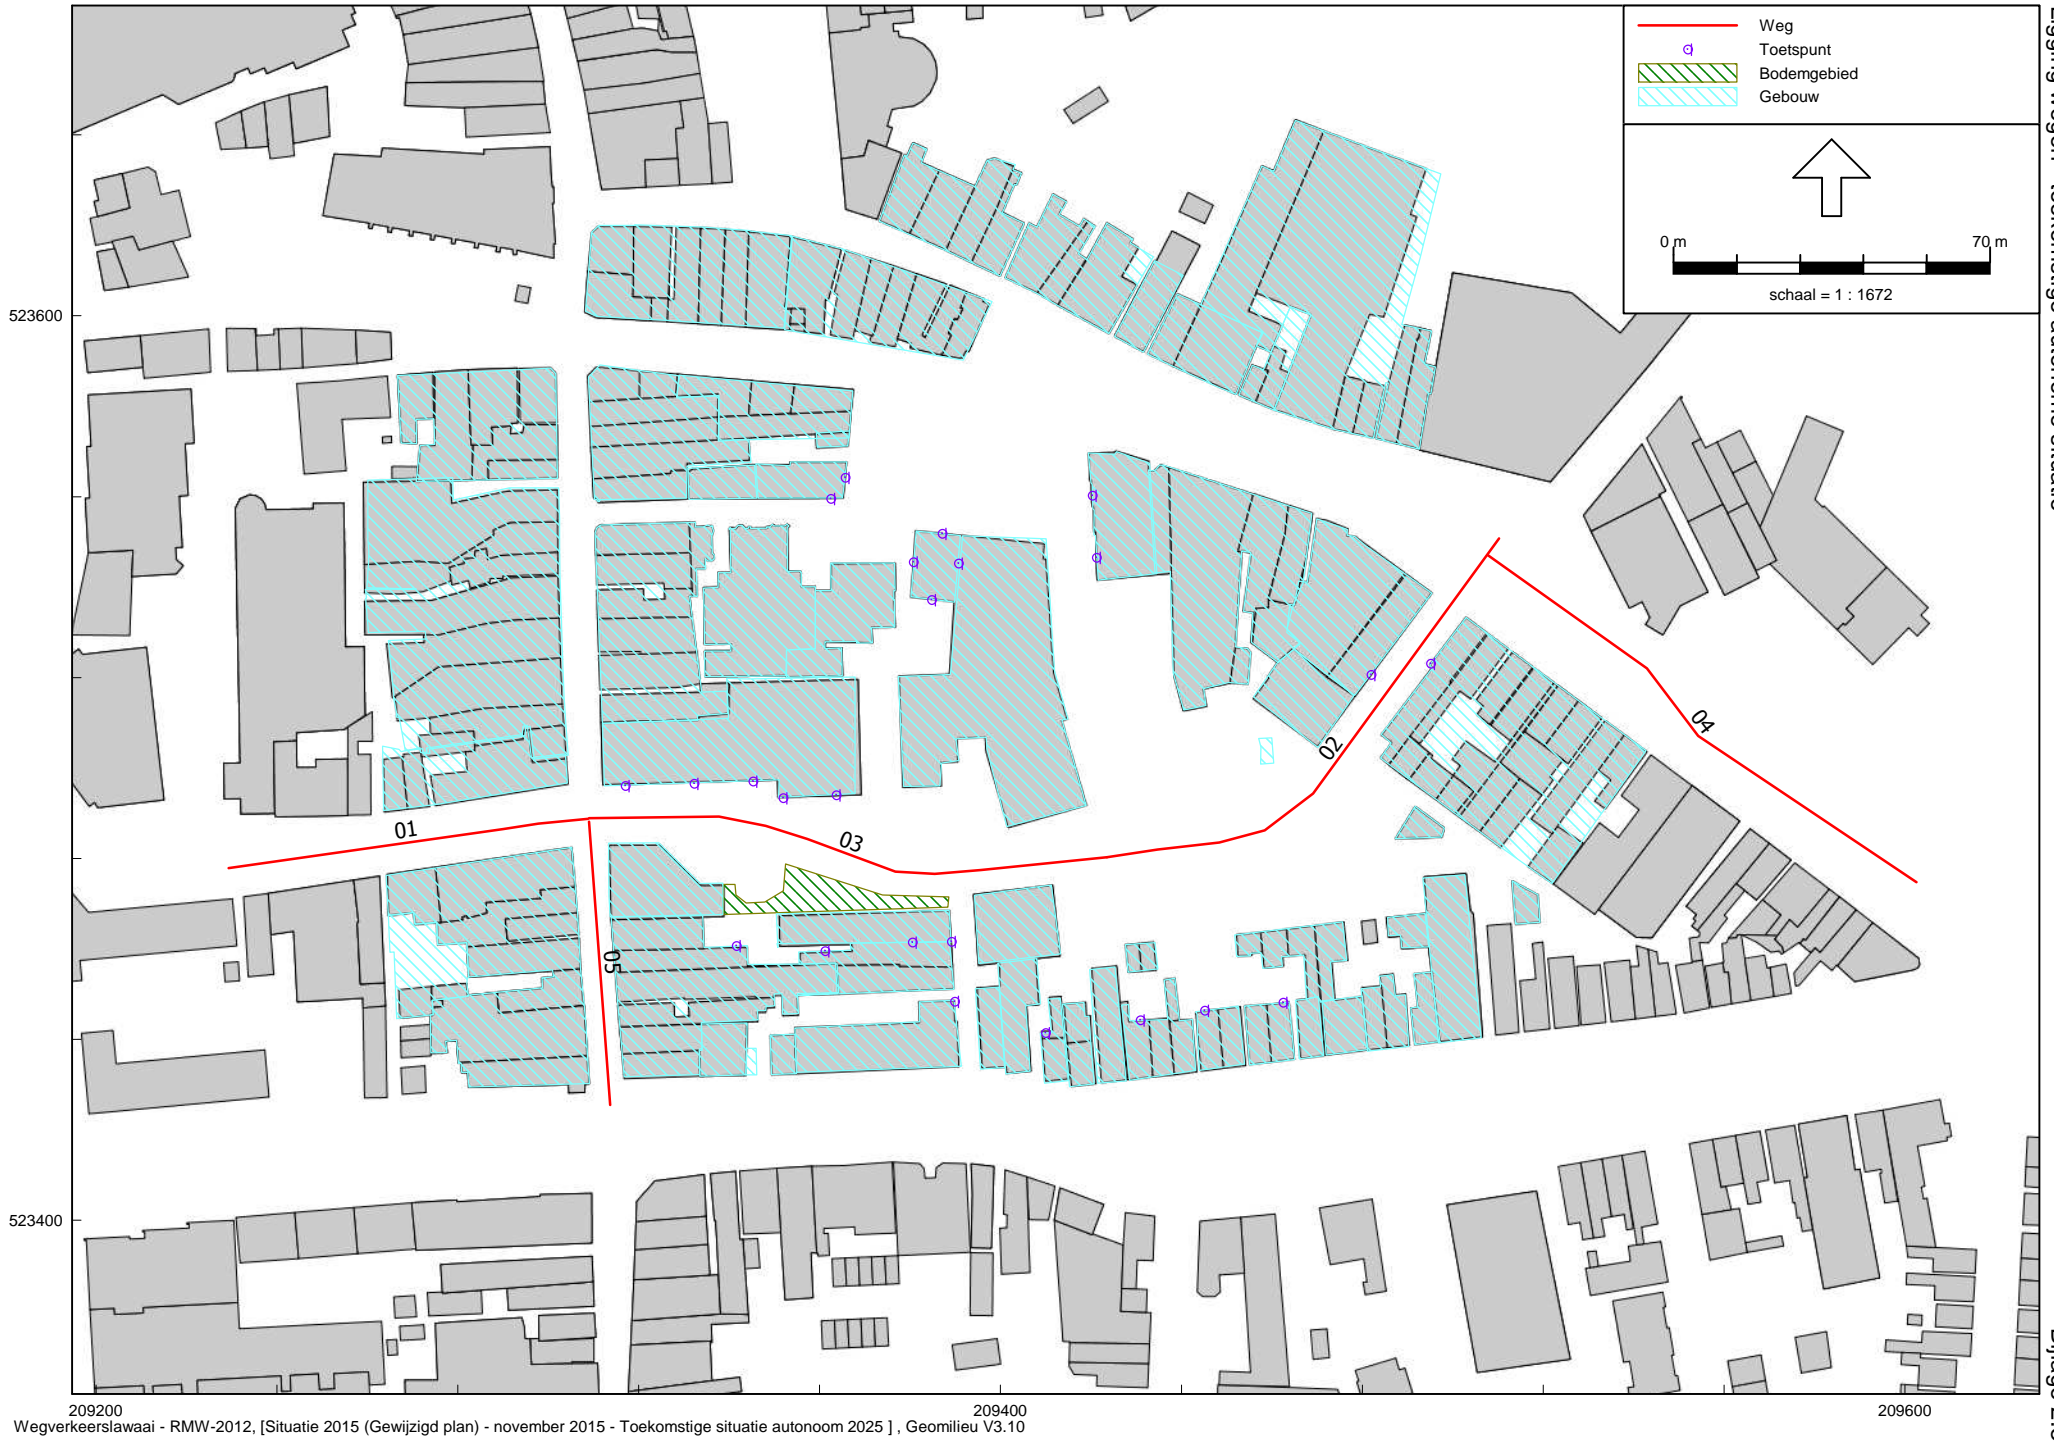 Weg
Toetspunt
Bodemgebied
Gebouw
0 m 70 m
schaal = 1 : 1672
523600
523400
01
02
03
04
05
209200 209400 209600
Wegverkeerslawaai - RMW-2012, [Situatie 2015 (Gewijzigd plan) - november 2015 - Toekomstige situatie autonoom 2025 ] , Geomilieu V3.10